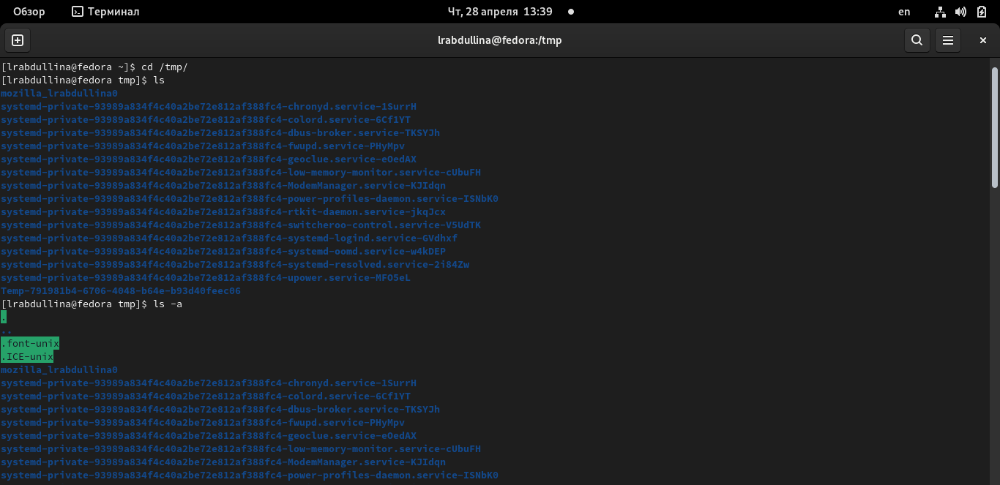 Обзор Терминал Чт, 28 апреля 13:39 en
lrabdullina@fedora:/tmp
[lrabdullina@fedora ~]$ cd /tmp/
[lrabdullina@fedora tmp]$ ls
mozilla_lrabdullina0
systemd-private-93989a834f4c40a2be72e812af388fc4-chronyd.service-1SurrH
systemd-private-93989a834f4c40a2be72e812af388fc4-colord.service-6Cf1YT
systemd-private-93989a834f4c40a2be72e812af388fc4-dbus-broker.service-TKSYJh
systemd-private-93989a834f4c40a2be72e812af388fc4-fwupd.service-PHyMpv
systemd-private-93989a834f4c40a2be72e812af388fc4-geoclue.service-eOedAX
systemd-private-93989a834f4c40a2be72e812af388fc4-low-memory-monitor.service-cUbuFH
systemd-private-93989a834f4c40a2be72e812af388fc4-ModemManager.service-KJIdqn
systemd-private-93989a834f4c40a2be72e812af388fc4-power-profiles-daemon.service-ISNbK0
systemd-private-93989a834f4c40a2be72e812af388fc4-rtkit-daemon.service-jkqJcx
systemd-private-93989a834f4c40a2be72e812af388fc4-switcheroo-control.service-V5UdTK
systemd-private-93989a834f4c40a2be72e812af388fc4-systemd-logind.service-GVdhxf
systemd-private-93989a834f4c40a2be72e812af388fc4-systemd-oomd.service-w4kDEP
systemd-private-93989a834f4c40a2be72e812af388fc4-systemd-resolved.service-2i84Zw
systemd-private-93989a834f4c40a2be72e812af388fc4-upower.service-MFO5eL
Temp-791981b4-6706-4048-b64e-b93d40feec06
[lrabdullina@fedora tmp]$ ls -a
.
..
.font-unix
.ICE-unix
mozilla_lrabdullina0
systemd-private-93989a834f4c40a2be72e812af388fc4-chronyd.service-1SurrH
systemd-private-93989a834f4c40a2be72e812af388fc4-colord.service-6Cf1YT
systemd-private-93989a834f4c40a2be72e812af388fc4-dbus-broker.service-TKSYJh
systemd-private-93989a834f4c40a2be72e812af388fc4-fwupd.service-PHyMpv
systemd-private-93989a834f4c40a2be72e812af388fc4-geoclue.service-eOedAX
systemd-private-93989a834f4c40a2be72e812af388fc4-low-memory-monitor.service-cUbuFH
systemd-private-93989a834f4c40a2be72e812af388fc4-ModemManager.service-KJIdqn
systemd-private-93989a834f4c40a2be72e812af388fc4-power-profiles-daemon.service-ISNbK0